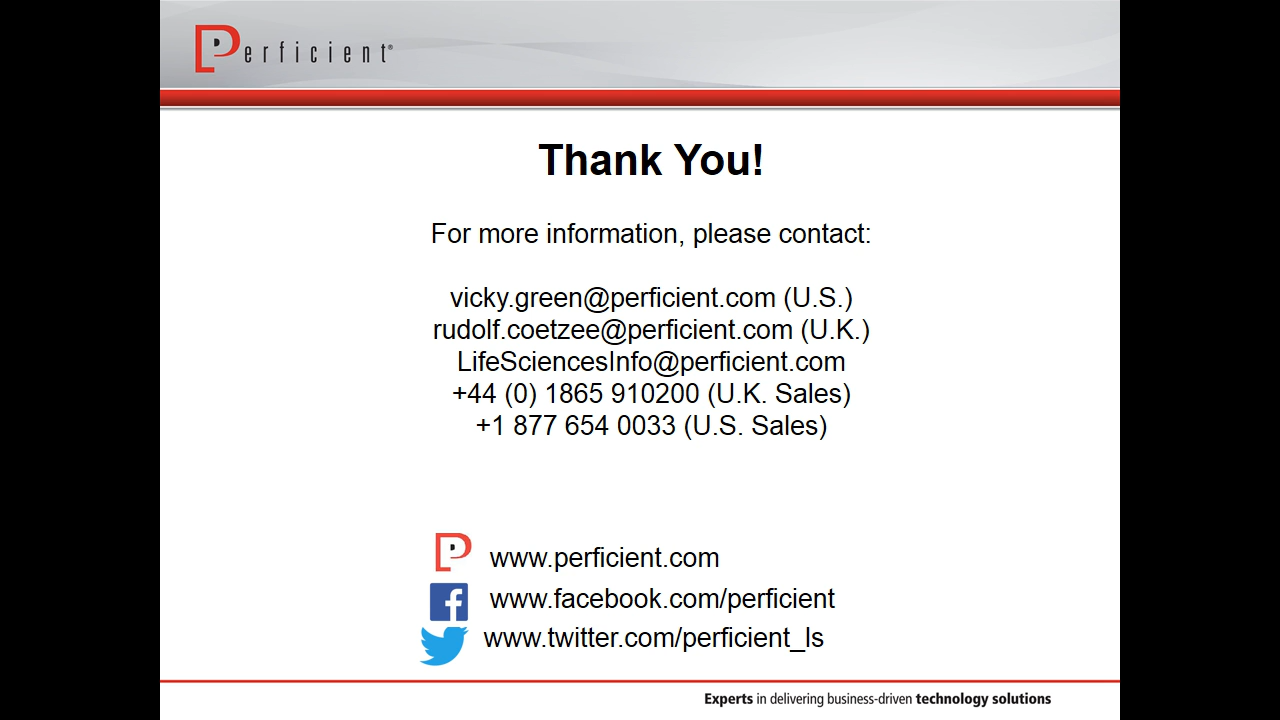 Perficient®
Thank You!
For more information, please contact:
vicky.green@perficient.com (U.S.)
rudolf.coetzee@perficient.com (U.K.)
LifeSciencesInfo@perficient.com
+44 (0) 1865 910200 (U.K. Sales)
+1 877 654 0033 (U.S. Sales)
www.perficient.com
www.facebook.com/perficient
www.twitter.com/perficient_ls
Experts in delivering business-driven technology solutions